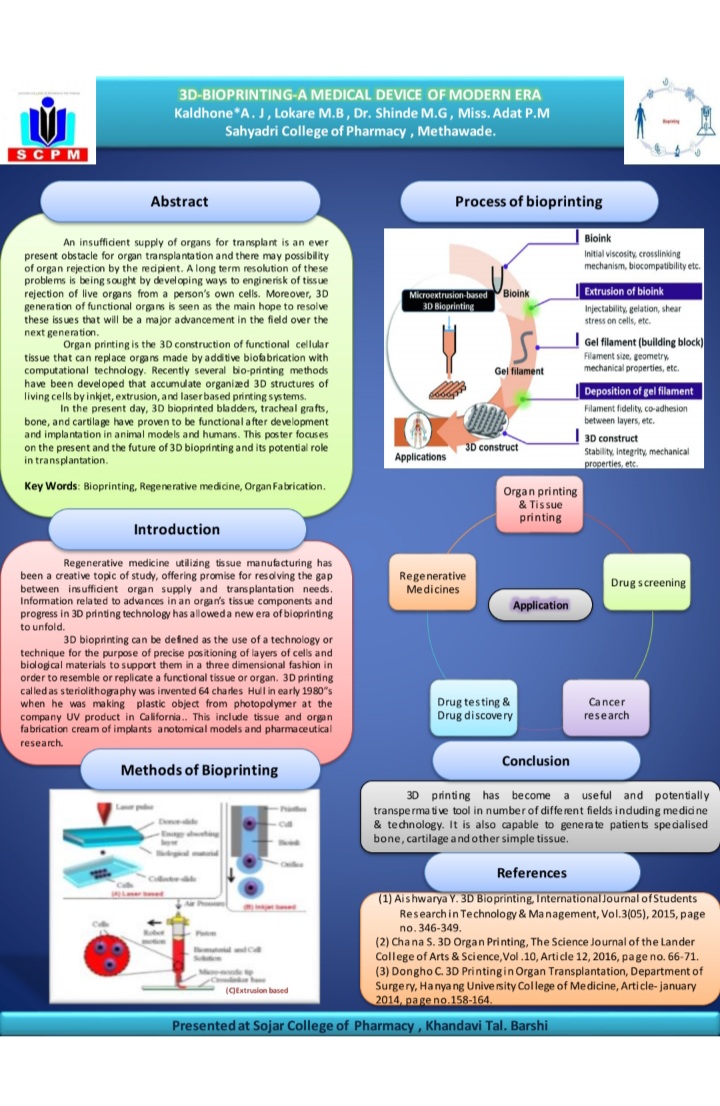 3D-BIOPRINTING-A MEDICAL DEVICE OF MODERN ERA
Kaldhone*A. J , Lokare M.B , Dr. Shinde M.G , Miss. Adat P.M
Sahyadri College of Pharmacy , Methawade.
S C P M
Bioprinting
Abstract
An insufficient supply of organs for transplant is an ever
present obstacle for organ transplantation and there may possibility
of organ rejection by the recipient. A long term resolution of these
problems is being sought by developing ways to enginerisk of tissue
rejection of live organs from a person's own cells. Moreover, 3D
generation of functional organs is seen as the main hope to resolve
these issues that will be a major advancement in the field over the
next generation.
Organ printing is the 3D construction of functional cellular
tissue that can replace organs made by additive biofabrication with
computational technology. Recently several bio-printing methods
have been developed that accumulate organized 3D structures of
living cells by inkjet, extrusion, and laser based printing systems.
In the present day, 3D bioprinted bladders, tracheal grafts,
bone, and cartilage have proven to be functional after development
and implantation in animal models and humans. This poster focuses
on the present and the future of 3D bioprinting and its potential role
in transplantation.
Key Words: Bioprinting, Regenerative medicine, Organ Fabrication.
Introduction
Regenerative medicine utilizing tissue manufacturing has
been a creative topic of study, offering promise for resolving the gap
between insufficient organ supply and transplantation needs.
Information related to advances in an organ's tissue components and
progress in 3D printing technology has allowed a new era of bioprinting
to unfold.
3D bioprinting can be defined as the use of a technology or
technique for the purpose of precise positioning of layers of cells and
biological materials to support them in a three dimensional fashion in
order to resemble or replicate a functional tissue or organ. 3D printing
called as steriolithography was invented 64 charles Hull in early 1980"s
when he was making plastic object from photopolymer at the
company UV product in California.. This include tissue and organ
fabrication cream of implants anotomical models and pharmaceutical
research.
Methods of Bioprinting
Laser pulse
Donor-slide
Energy absorbing
layer
Biological material
Collector-slide
Cells
(A) Laser based
Printhead
Cell
Bioink
Orifice
(B) Inkjet based
Air Pressure
Robot
motion
Piston
Biomaterial and Cell
Solution
Micro-nozzle tip
Cells
(C)Extrusion based
Process of bioprinting
Microextrusion-based
3D Bioprinting
Bioink
Gel filament
3D construct
Applications
Bioink
Initial viscosity, crosslinking
mechanism, biocompatibility etc.
Extrusion of bioink
Injectability, gelation, shear
stress on cells, etc.
Gel filament (building block)
Filament size, geometry,
mechanical properties, etc.
Deposition of gel filament
Filament fidelity, co-adhesion
between layers, etc.
3D construct
Stability, integrity, mechanical
properties, etc.
Organ printing
& Tissue
printing
Regenerative
Medicines
Drug screening
Application
Drug testing &
Drug discovery
Cancer
research
Conclusion
3D printing has become a useful and potentially
transpermative tool in number of different fields including medicine
& technology. It is also capable to generate patients specialised
bone, cartilage and other simple tissue.
References
(1) Aishwarya Y. 3D Bioprinting, International Journal of Students
Research in Technology & Management, Vol.3(05), 2015, page
no. 346-349.
(2) Chana S. 3D Organ Printing, The Science Journal of the Lander
College of Arts & Science,Vol .10, Article 12, 2016, page no. 66-71.
(3) Dongho C. 3D Printing in Organ Transplantation, Department of
Surgery, Hanyang University College of Medicine, Article- january
2014, page no.158-164.
Presented at Sojar College of Pharmacy , Khandavi Tal. Barshi